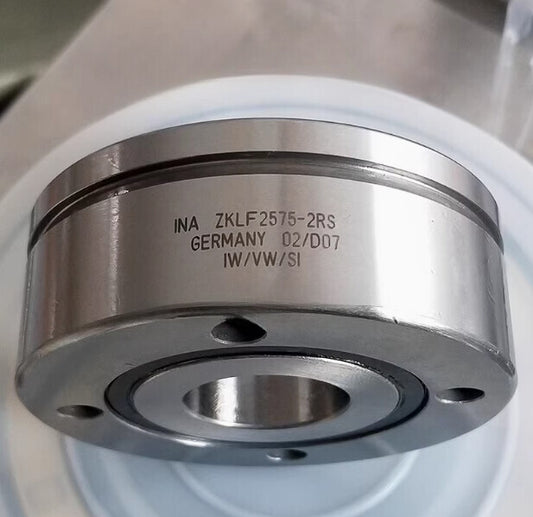 INA ZKLF2575-2RS
GERMANY 02/D07
IW/VW/SI